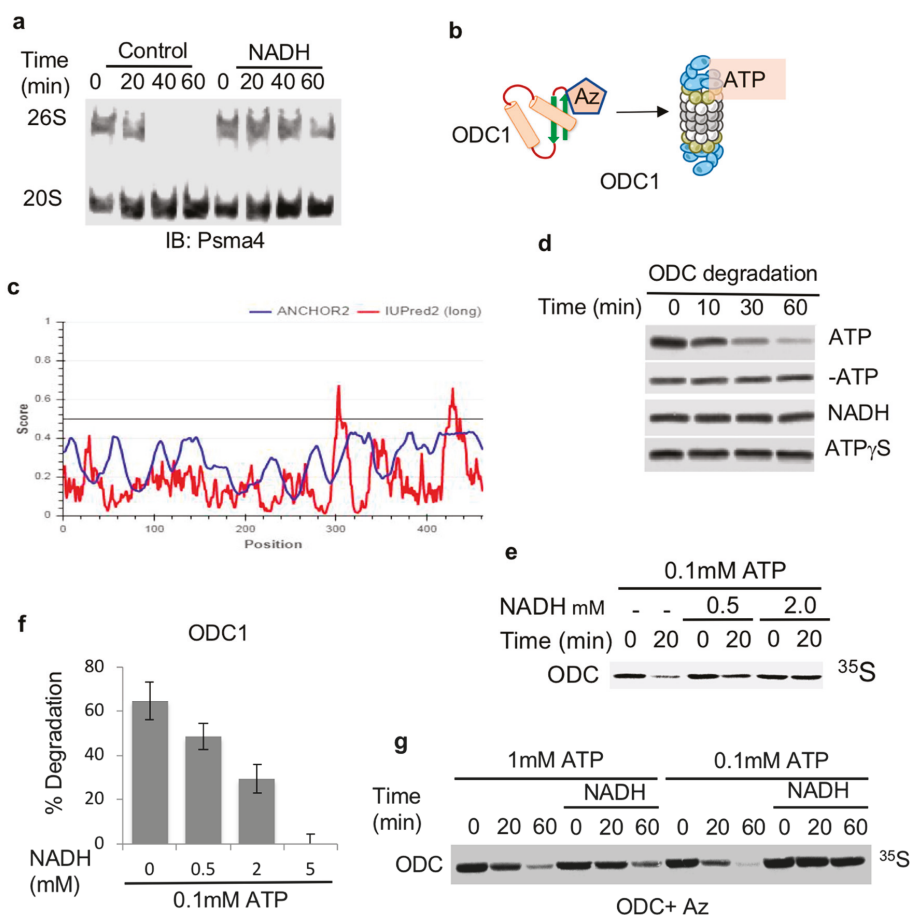 a
Control NADH
Time
(min)
0 20 40 60 0 20 40 60
26S
20S
IB: Psma4
b
Az
ODC1
ATP
ODC1
c
ANCHOR2 IUPred2 (long)
1
0.8
0.6
0.4
0.2
0
Score
0 100 200 300 400
Position
d
ODC degradation
Time (min) 0 10 30 60
ATP
-ATP
NADH
ATPγS
e
0.1mM ATP
NADH mM - - 0.5 2.0
Time (min) 0 20 0 20 0 20
ODC 35S
f
ODC1
80
60
40
20
0
% Degradation
NADH
(mM)
0 0.5 2 5
0.1mM ATP
g
1mM ATP 0.1mM ATP
NADH NADH
Time
(min)
0 20 60 0 20 60 0 20 60 0 20 60
ODC 35S
ODC+ Az